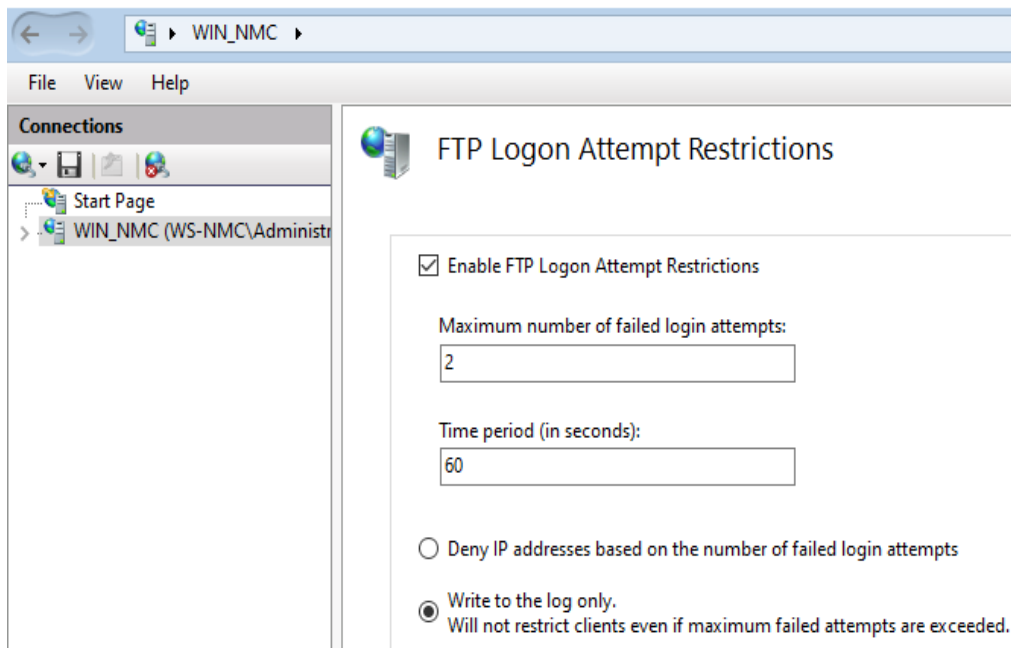 WIN_NMC
File View Help
Connections
Start Page
WIN_NMC (WS-NMC\Administr
FTP Logon Attempt Restrictions
Enable FTP Logon Attempt Restrictions
Maximum number of failed login attempts:
2
Time period (in seconds):
60
Deny IP addresses based on the number of failed login attempts
Write to the log only.
Will not restrict clients even if maximum failed attempts are exceeded.